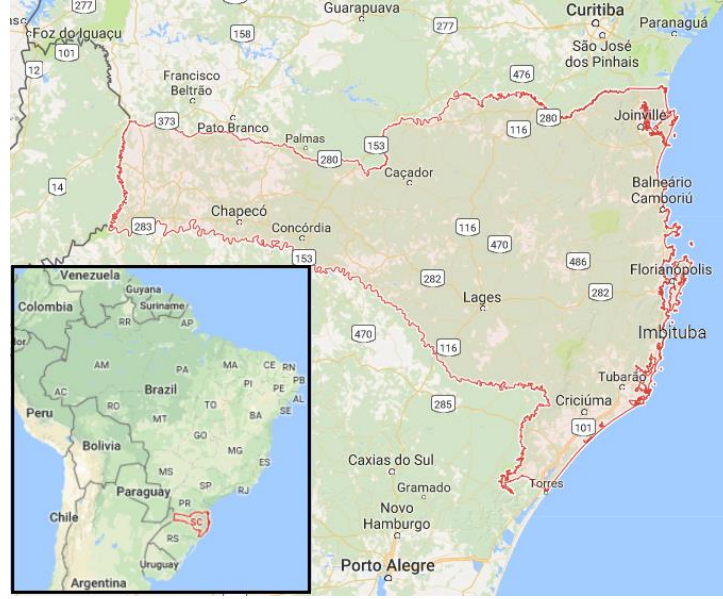 277
Guarapuava
Curitiba
Paranaguá
Foz do Iguaçu
277
101
158
São José
dos Pinhais
12
Francisco
Beltrão
476
373
Pato Branco
Palmas
153
280
116
Joinville
280
Caçador
14
Balneário
Camboriú
Chapecó
283
Concórdia
116
470
153
486
Florianópolis
282
282
Lages
Imbituba
470
116
Tubarão
285
Criciúma
101
Caxias do Sul
Gramado
Torres
Novo
Hamburgo
Porto Alegre
Venezuela
Guyana
Suriname
Colombia
RR
AP
AM
PA
MA
CE
RN
PB
PI
PE
AL
Brazil
AC
RO
TO
SE
BA
MT
Peru
GO
Bolivia
MG
MS
ES
SP
RJ
Paraguay
PR
Chile
SC
RS
Uruguay
Argentina